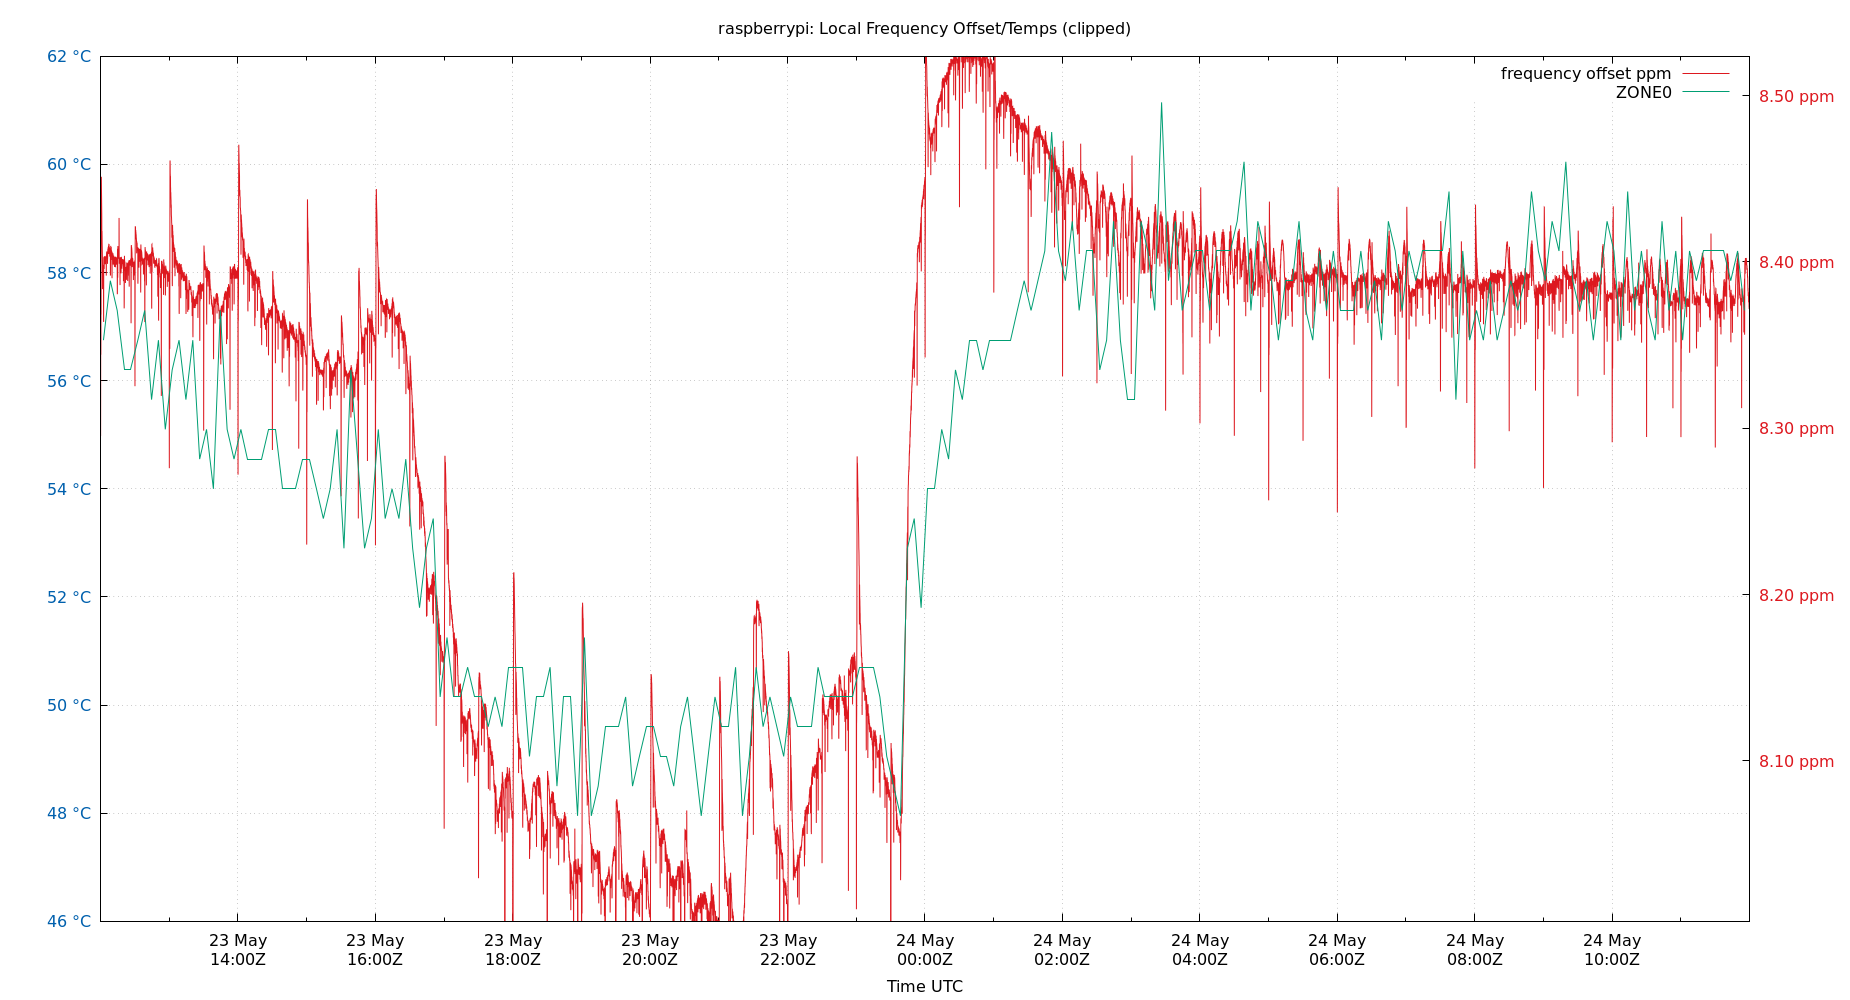 raspberrypi: Local Frequency Offset/Temps (clipped)
62 °C
60 °C
58 °C
56 °C
54 °C
52 °C
50 °C
48 °C
46 °C
frequency offset ppm
ZONE0
8.50 ppm
8.40 ppm
8.30 ppm
8.20 ppm
8.10 ppm
23 May
14:00Z
23 May
16:00Z
23 May
18:00Z
23 May
20:00Z
23 May
22:00Z
24 May
00:00Z
24 May
02:00Z
24 May
04:00Z
24 May
06:00Z
24 May
08:00Z
24 May
10:00Z
Time UTC